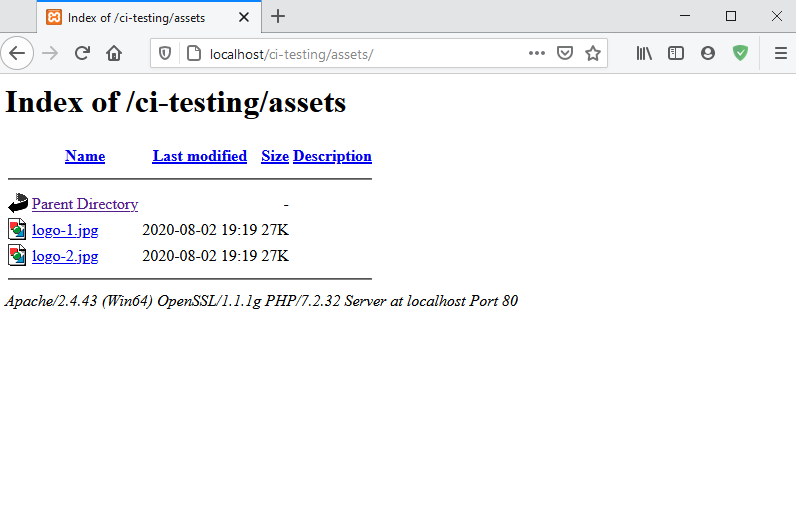 Index of /ci-testing/assets
localhost/ci-testing/assets/
Index of /ci-testing/assets
Name Last modified Size Description
Parent Directory -
logo-1.jpg 2020-08-02 19:19 27K
logo-2.jpg 2020-08-02 19:19 27K
Apache/2.4.43 (Win64) OpenSSL/1.1.1g PHP/7.2.32 Server at localhost Port 80